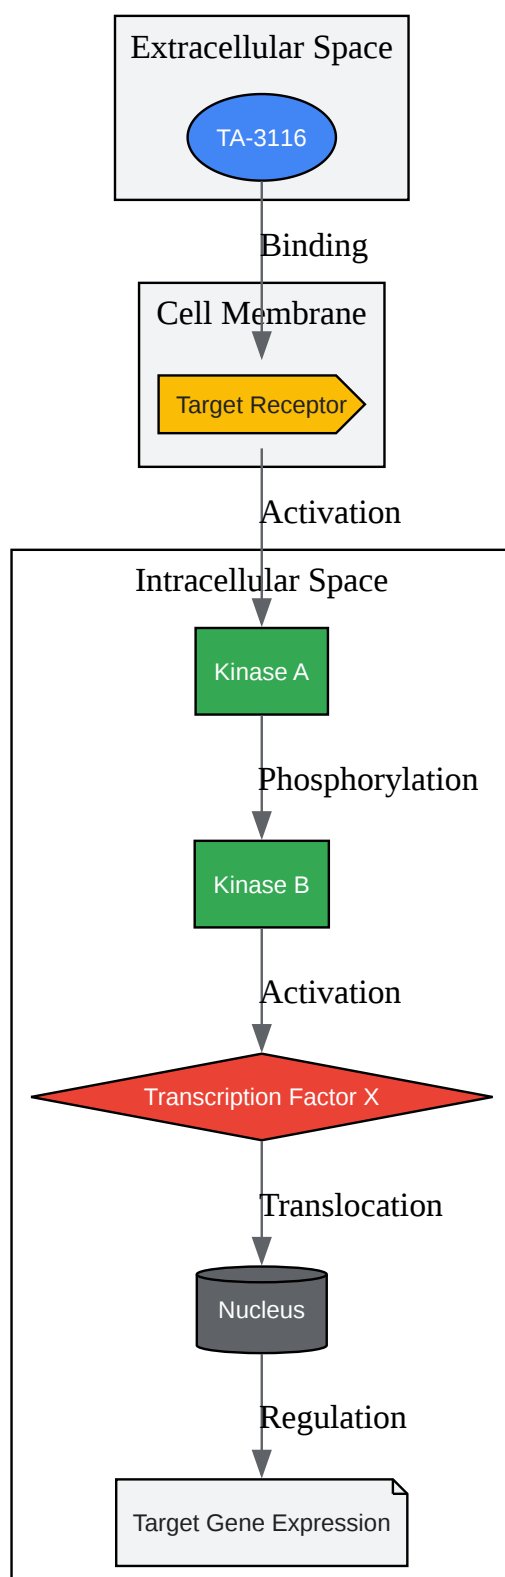 Extracellular Space
TA-3116
Binding
Cell Membrane
Target Receptor
Activation
Intracellular Space
Kinase A
Phosphorylation
Kinase B
Activation
Transcription Factor X
Translocation
Nucleus
Regulation
Target Gene Expression